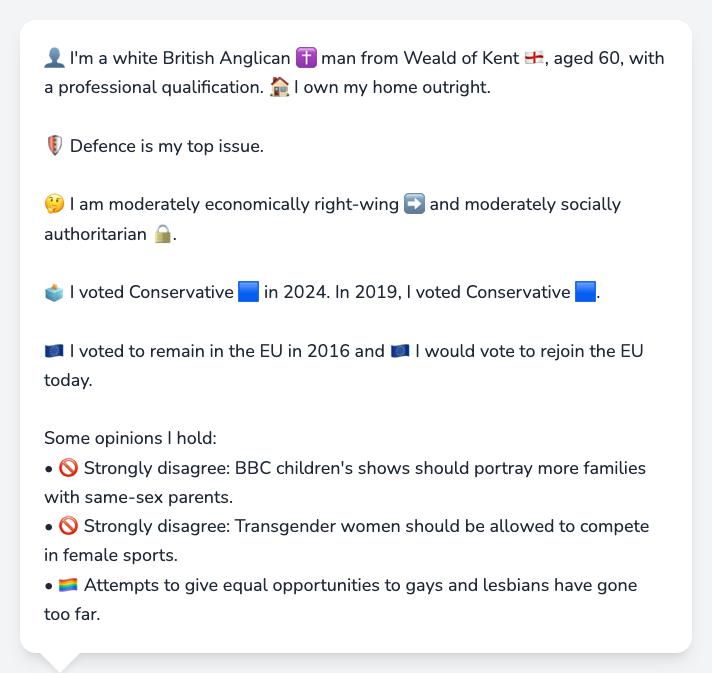 👤 I'm a white British Anglican ✝️ man from Weald of Kent 🏴󠁧󠁢󠁥󠁮󠁧󠁿, aged 60, with
a professional qualification. 🏠 I own my home outright.
🛡️ Defence is my top issue.
🤔 I am moderately economically right-wing ➡️ and moderately socially
authoritarian 🔒.
🗳️ I voted Conservative 🟦 in 2024. In 2019, I voted Conservative 🟦.
🇪🇺 I voted to remain in the EU in 2016 and 🇪🇺 I would vote to rejoin the EU
today.
Some opinions I hold:
• 🚫 Strongly disagree: BBC children's shows should portray more families
with same-sex parents.
• 🚫 Strongly disagree: Transgender women should be allowed to compete
in female sports.
• 🏳️‍🌈 Attempts to give equal opportunities to gays and lesbians have gone
too far.